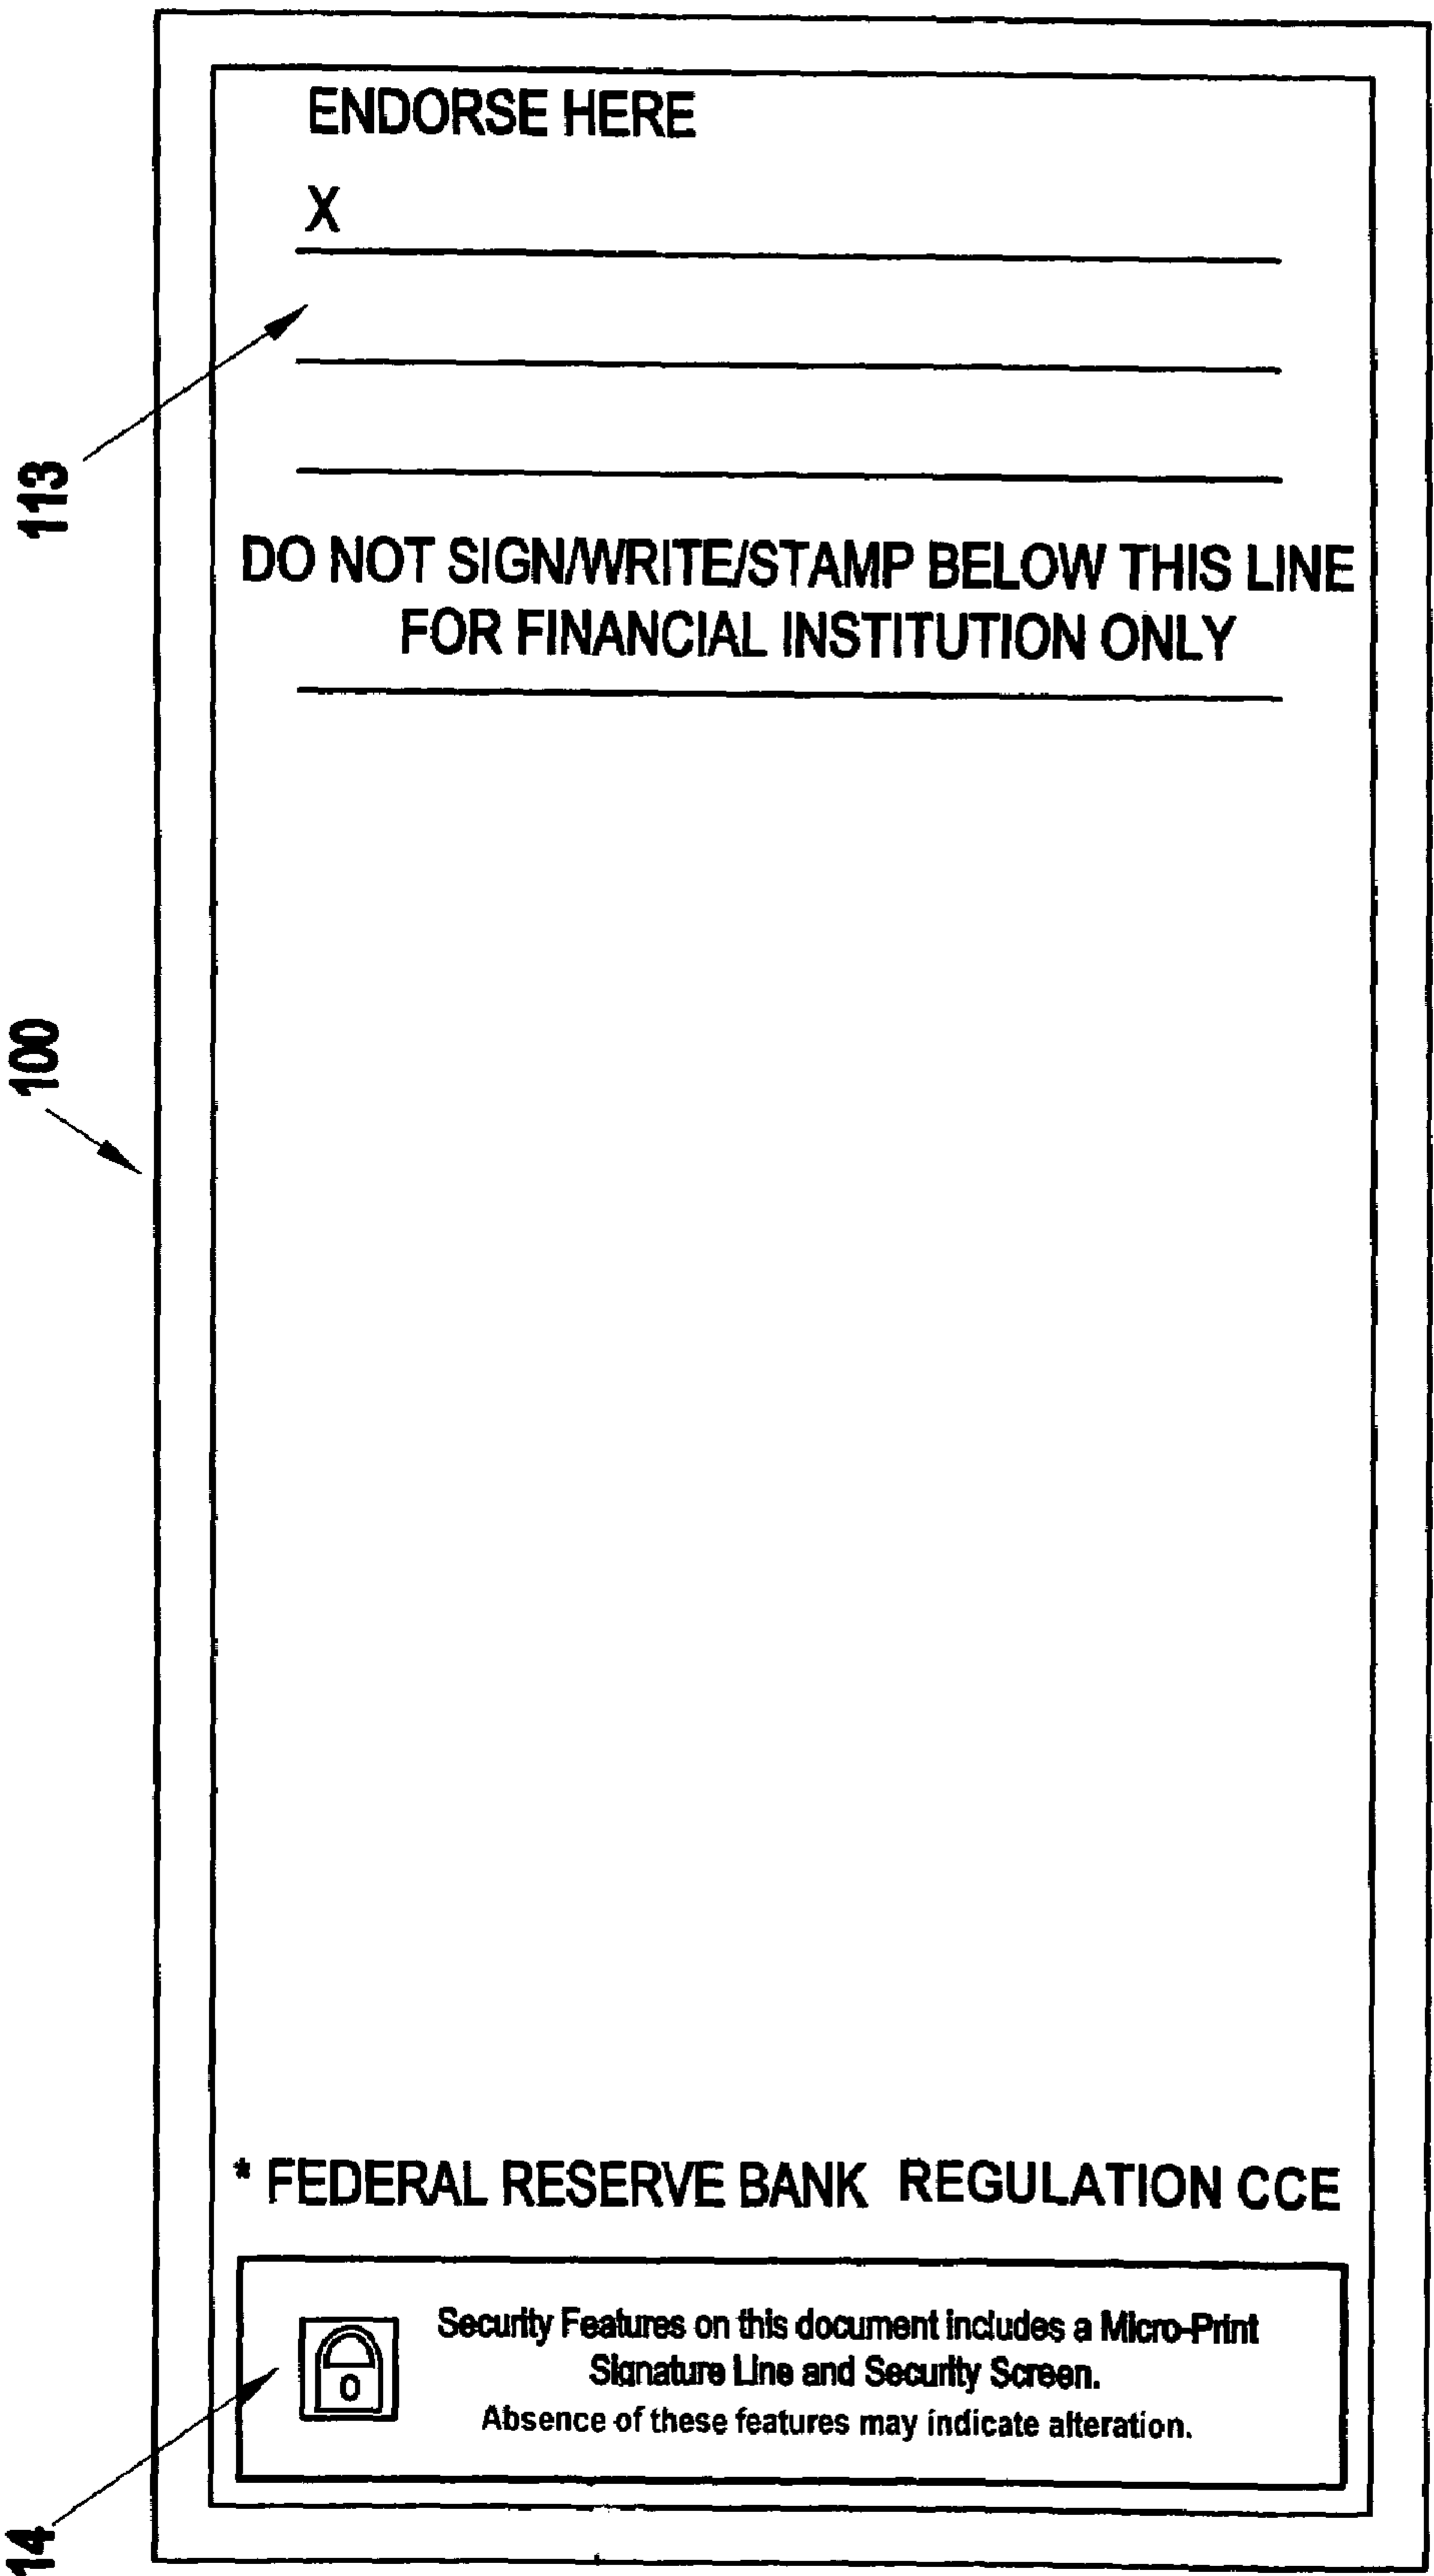 ENDORSE HERE
X
113
DO NOT SIGN/WRITE/STAMP BELOW THIS LINE
FOR FINANCIAL INSTITUTION ONLY
100
* FEDERAL RESERVE BANK REGULATION CCE
Security Features on this document includes a Micro-Print
Signature Line and Security Screen.
Absence of these features may indicate alteration.
14